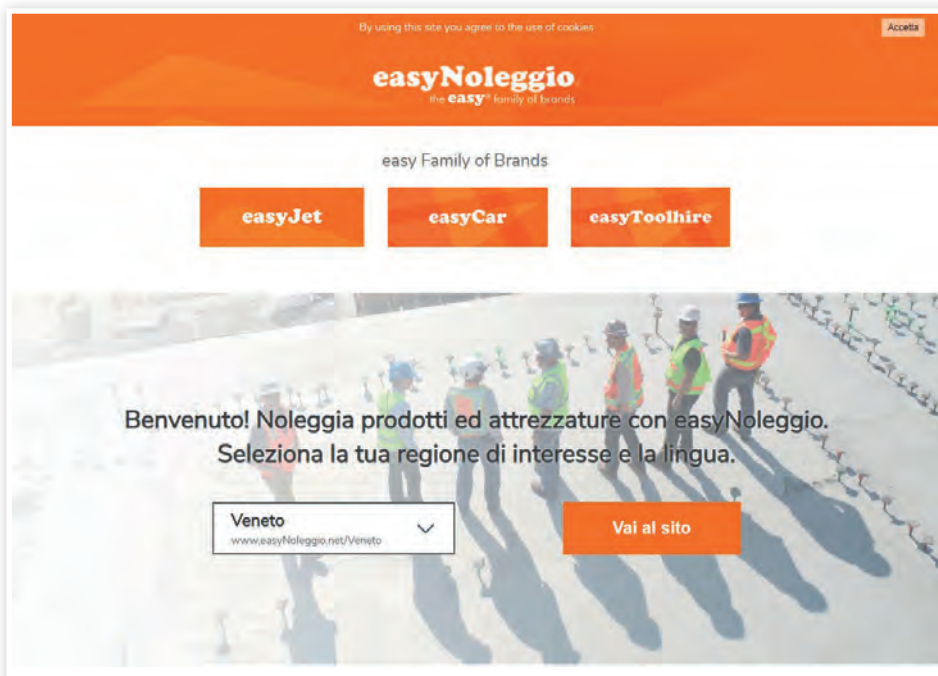 By using this site you agree to the use of cookies
Accetta
easyNoleggio
the easy® family of brands
easy Family of Brands
easyJet
easyCar
easyToolhire
Benvenuto! Noleggia prodotti ed attrezzature con easyNoleggio.
Seleziona la tua regione di interesse e la lingua.
Veneto
www.easyNoleggio.net/Veneto
Vai al sito